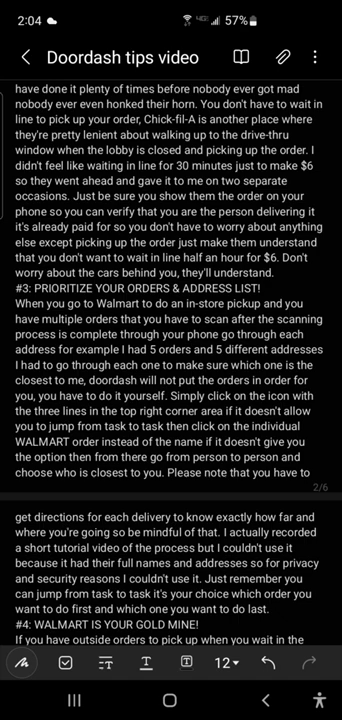 2:04
57%
Doordash tips video
have done it plenty of times before nobody ever got mad
nobody ever even honked their horn. You don't have to wait in
line to pick up your order, Chick-fil-A is another place where
they're pretty lenient about walking up to the drive-thru
window when the lobby is closed and picking up the order. I
didn't feel like waiting in line for 30 minutes just to make $6
so they went ahead and gave it to me on two separate
occasions. Just be sure you show them the order on your
phone so you can verify that you are the person delivering it
it's already paid for so you don't have to worry about anything
else except picking up the order just make them understand
that you don't want to wait in line half an hour for $6. Don't
worry about the cars behind you, they'll understand.
#3: PRIORITIZE YOUR ORDERS & ADDRESS LIST!
When you go to Walmart to do an in-store pickup and you
have multiple orders that you have to scan after the scanning
process is complete through your phone go through each
address for example I had 5 orders and 5 different addresses
I had to go through each one to make sure which one is the
closest to me, doordash will not put the orders in order for
you, you have to do it yourself. Simply click on the icon with
the three lines in the top right corner area if it doesn't allow
you to jump from task to task then click on the individual
WALMART order instead of the name if it doesn't give you
the option then from there go from person to person and
choose who is closest to you. Please note that you have to
2/6
get directions for each delivery to know exactly how far and
where you're going so be mindful of that. I actually recorded
a short tutorial video of the process but I couldn't use it
because it had their full names and addresses so for privacy
and security reasons I couldn't use it. Just remember you
can jump from task to task it's your choice which order you
want to do first and which one you want to do last.
#4: WALMART IS YOUR GOLD MINE!
If you have outside orders to pick up when you wait in the
12